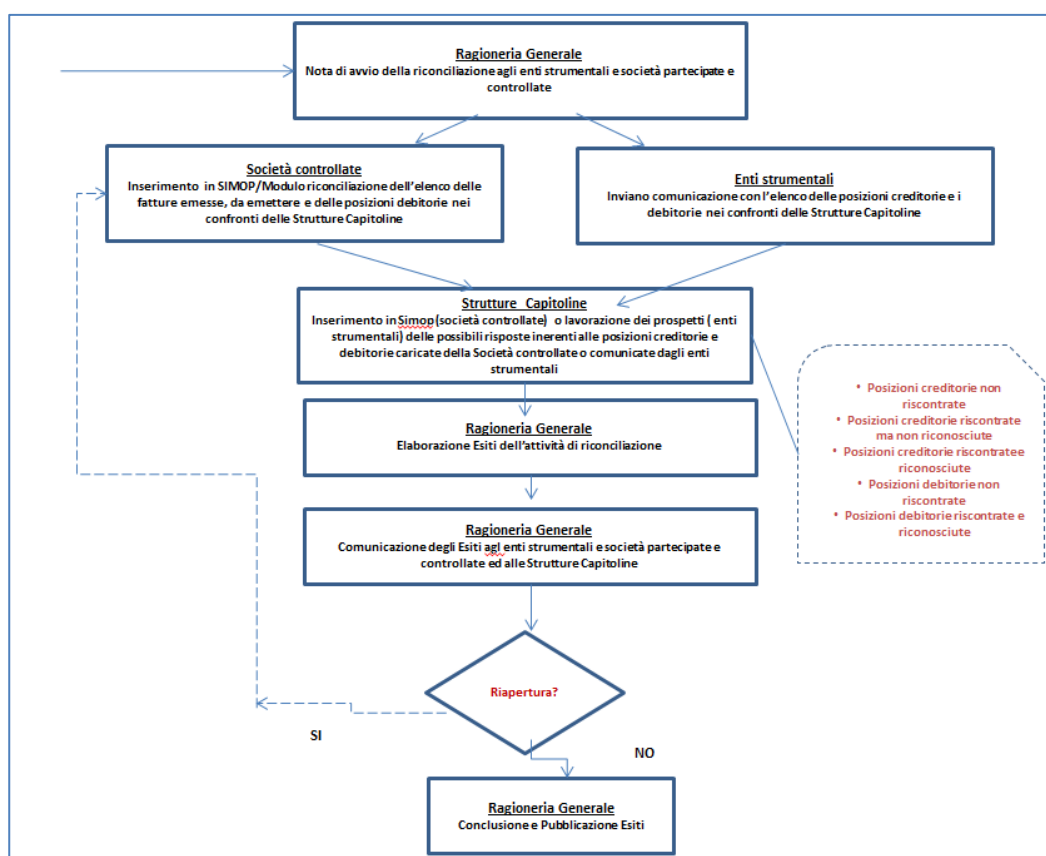 Ragioneria Generale
Nota di avvio della riconciliazione agli enti strumentali e società partecipate e
controllate
Società controllate
Inserimento in SIMOP/Modulo riconciliazione dell'elenco delle
fatture emesse, da emettere e delle posizioni debitorie nei
confronti delle Strutture Capitoline
Enti strumentali
Inviano comunicazione con l'elenco delle posizioni creditorie e i
debitorie nei confronti delle Strutture Capitoline
Strutture Capitoline
Inserimento in Simop (società controllate) o lavorazione dei prospetti ( enti
strumentali) delle possibili risposte inerenti alle posizioni creditorie e
debitorie caricate della Società controllate o comunicate dagli enti
strumentali
• Posizioni creditorie non
riscontrate
• Posizioni creditorie riscontrate
ma non riconosciute
• Posizioni creditorie riscontrate e
riconosciute
• Posizioni debitorie non
riscontrate
• Posizioni debitorie riscontrate e
riconosciute
Ragioneria Generale
Elaborazione Esiti dell'attività di riconciliazione
Ragioneria Generale
Comunicazione degli Esiti agl enti strumentali e società partecipate e
controllate ed alle Strutture Capitoline
Riapertura?
SI
NO
Ragioneria Generale
Conclusione e Pubblicazione Esiti